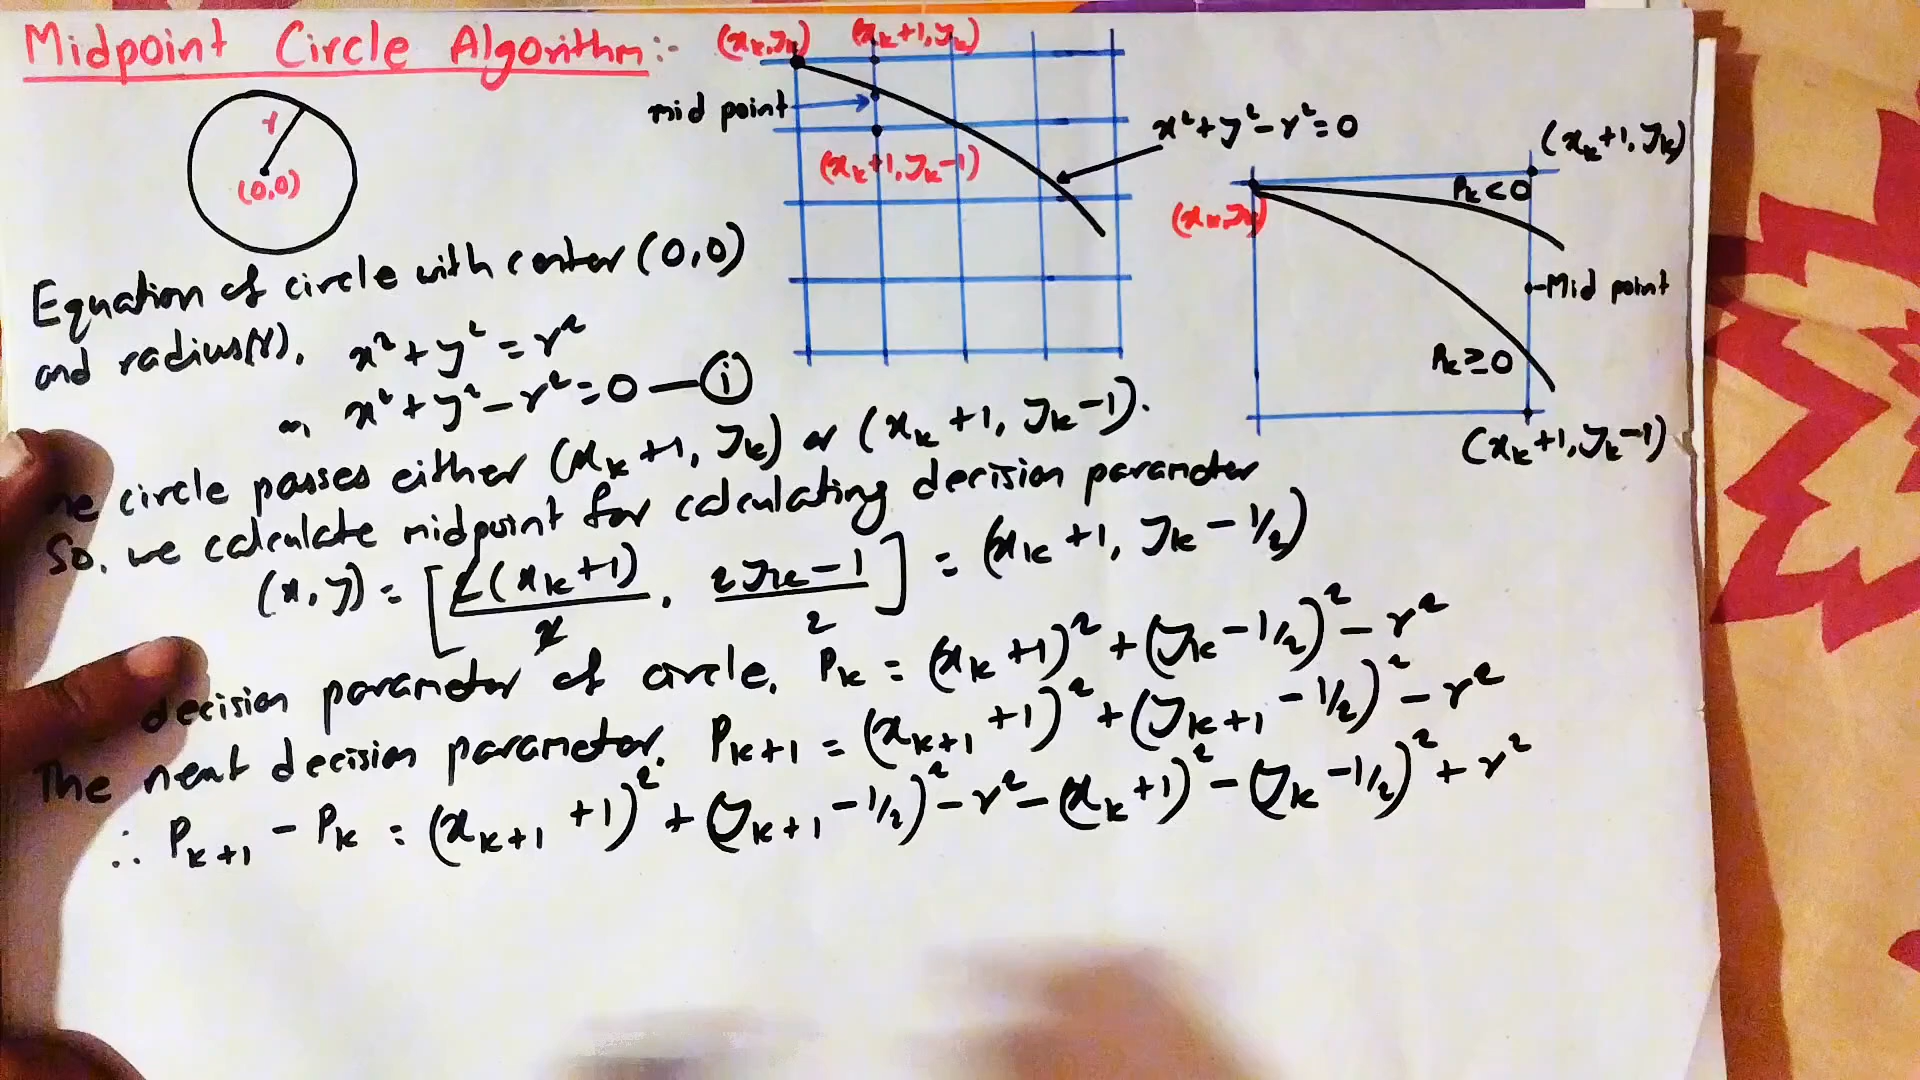 Midpoint Circle Algorithm:-
r
(0,0)
(xₖ,yₖ) (xₖ+1,yₖ)
mid point
(xₖ+1,yₖ-1)
x²+y²-r²=0
(xₖ+1,yₖ)
Pₖ<0
(xₖ,yₖ)
Mid point
Pₖ≥0
(xₖ+1,yₖ-1)
Equation of circle with center (0,0)
and radius(r). x²+y²=r²
x²+y²-r²=0 — (i)
he circle passes either (xₖ+1, yₖ) or (xₖ+1, yₖ-1).
So, we calculate midpoint for calculating decision parameter
(x,y) = [2(xₖ+1)/2, 2yₖ-1/2] = (xₖ+1, yₖ-1/2)
decision parameter of circle, Pₖ = (xₖ+1)²+(yₖ-1/2)²-r²
The next decision parameter, Pₖ₊₁ = (xₖ₊₁+1)²+(yₖ₊₁-1/2)²-r²
∴ Pₖ₊₁ - Pₖ = (xₖ₊₁+1)²+(yₖ₊₁-1/2)²-r²-(xₖ+1)²-(yₖ-1/2)²+r²